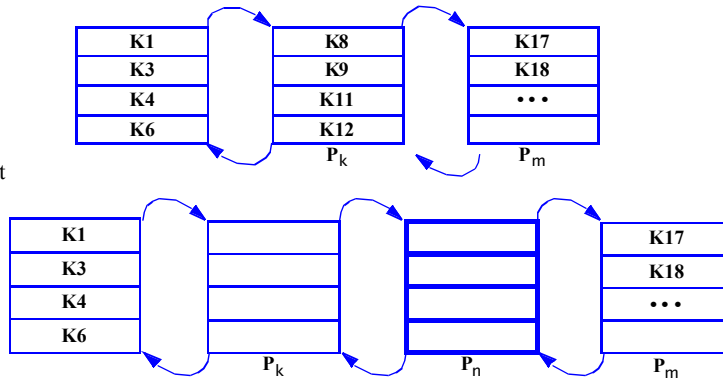 K1 K8 K17
K3 K9 K18
K4 K11 •••
K6 K12
Pk Pm
t
K1 K17
K3 K18
K4 •••
K6
Pk Pn Pm